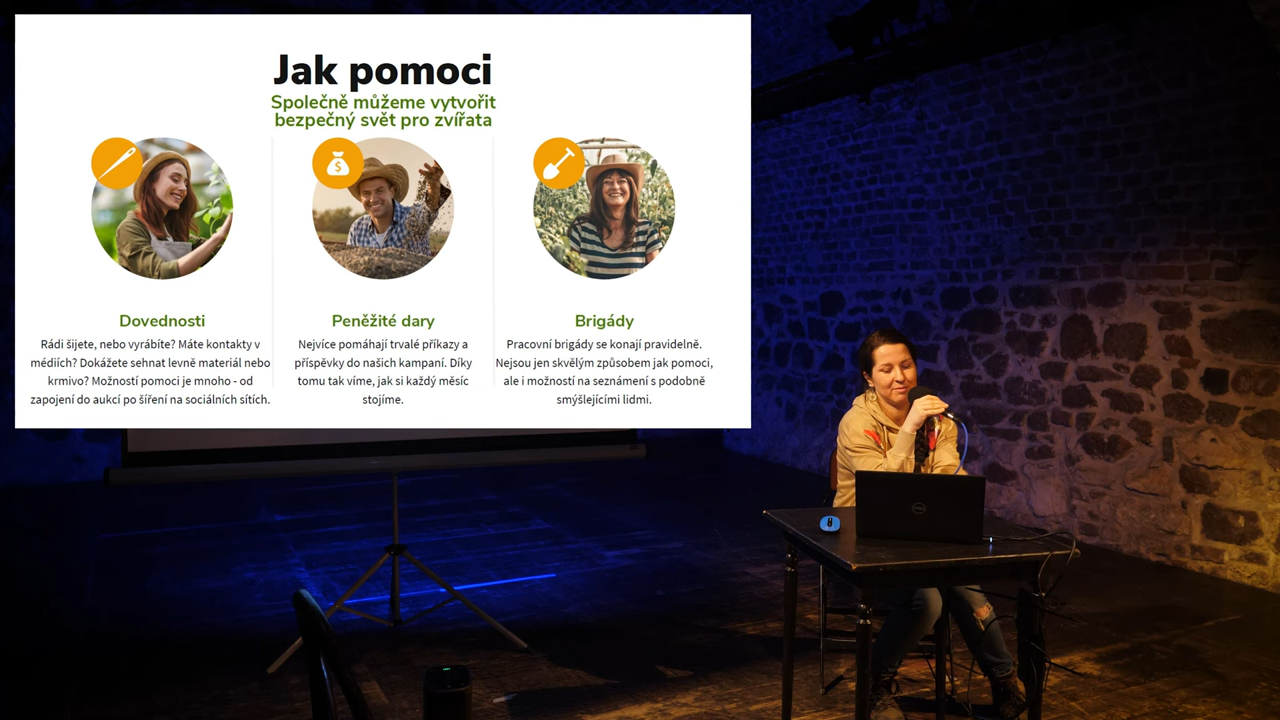 Jak pomoci
Společně můžeme vytvořit
bezpečný svět pro zvířata
Dovednosti
Rádi šijete, nebo vyrábíte? Máte kontakty v
médiích? Dokážete sehnat levně materiál nebo
krmivo? Možností pomoci je mnoho - od
zapojení do aukcí po šíření na sociálních sítích.
Peněžité dary
Nejvíce pomáhají trvalé příkazy a
příspěvky do našich kampaní. Díky
tomu tak víme, jak si každý měsíc
stojíme.
Brigády
Pracovní brigády se konají pravidelně.
Nejsou jen skvělým způsobem jak pomoci,
ale i možností na seznámení s podobně
smýšlejícími lidmi.